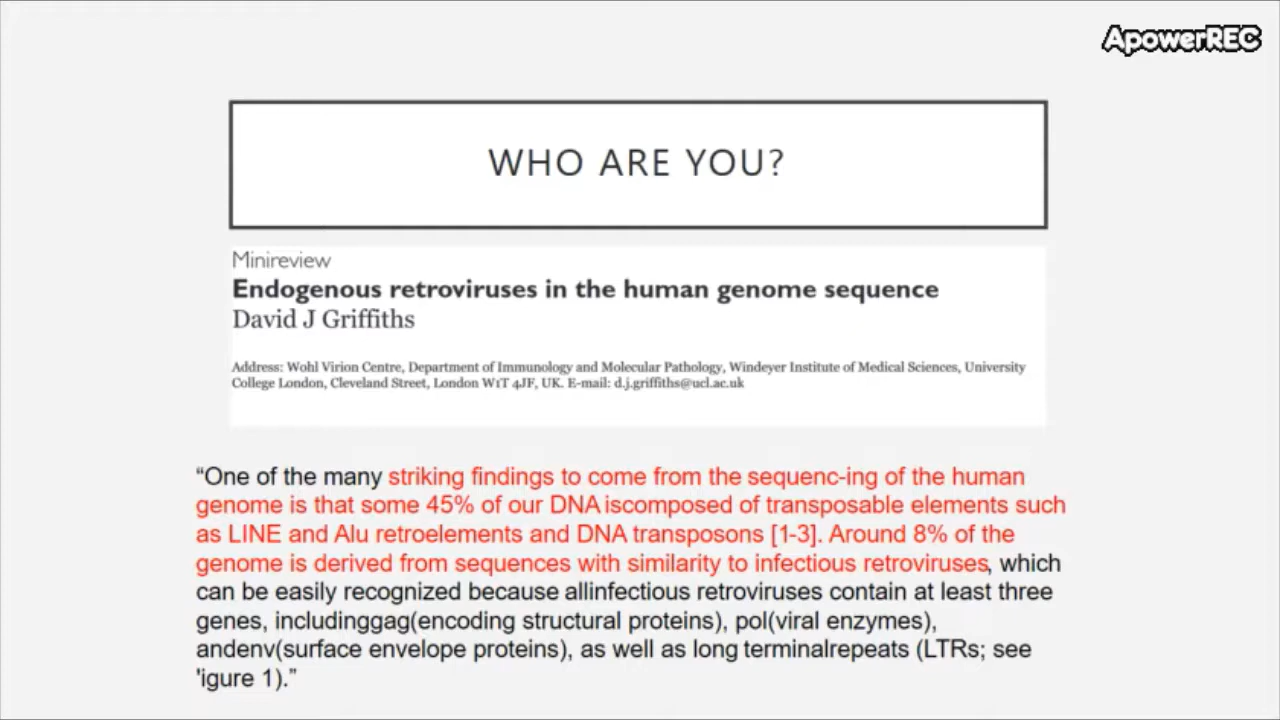 ApowerREC
WHO ARE YOU?
Minireview
Endogenous retroviruses in the human genome sequence
David J Griffiths
Address: Wohl Virion Centre, Department of Immunology and Molecular Pathology, Windeyer Institute of Medical Sciences, University
College London, Cleveland Street, London W1T 4JF, UK. E-mail: d.j.griffiths@ucl.ac.uk
“One of the many striking findings to come from the sequenc-ing of the human
genome is that some 45% of our DNA iscomposed of transposable elements such
as LINE and Alu retroelements and DNA transposons [1-3]. Around 8% of the
genome is derived from sequences with similarity to infectious retroviruses, which
can be easily recognized because allinfectious retroviruses contain at least three
genes, includinggag(encoding structural proteins), pol(viral enzymes),
andenv(surface envelope proteins), as well as long terminalrepeats (LTRs; see
'igure 1).”